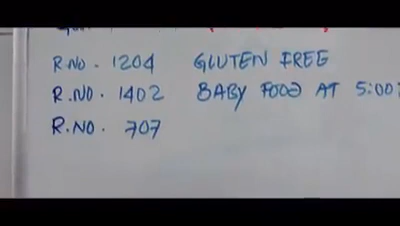 R.NO. 1204 GLUTEN FREE
R.NO. 1402 BABY FOOD AT 5:00
R.NO. 707